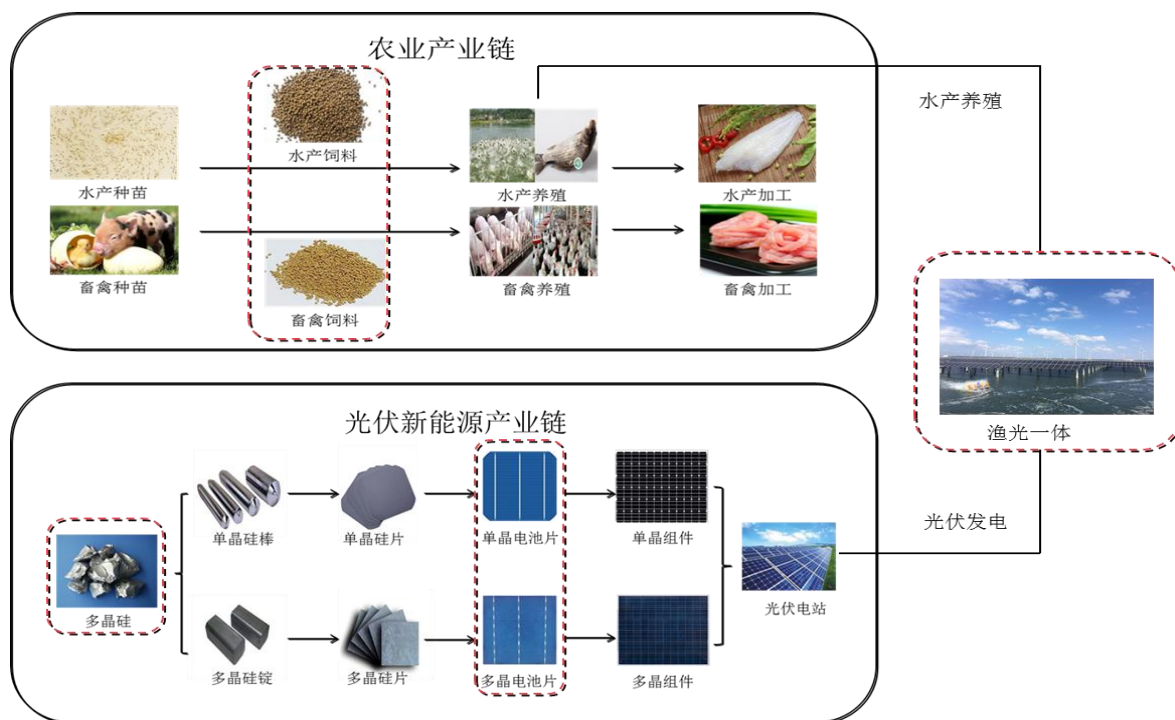 农业产业链
水产养殖
水产饲料
水产种苗
水产养殖
水产加工
畜禽种苗
畜禽养殖
畜禽加工
畜禽饲料
光伏新能源产业链
渔光一体
光伏发电
单晶硅棒
单晶硅片
单晶电池片
单晶组件
多晶硅
光伏电站
多晶硅锭
多晶硅片
多晶电池片
多晶组件